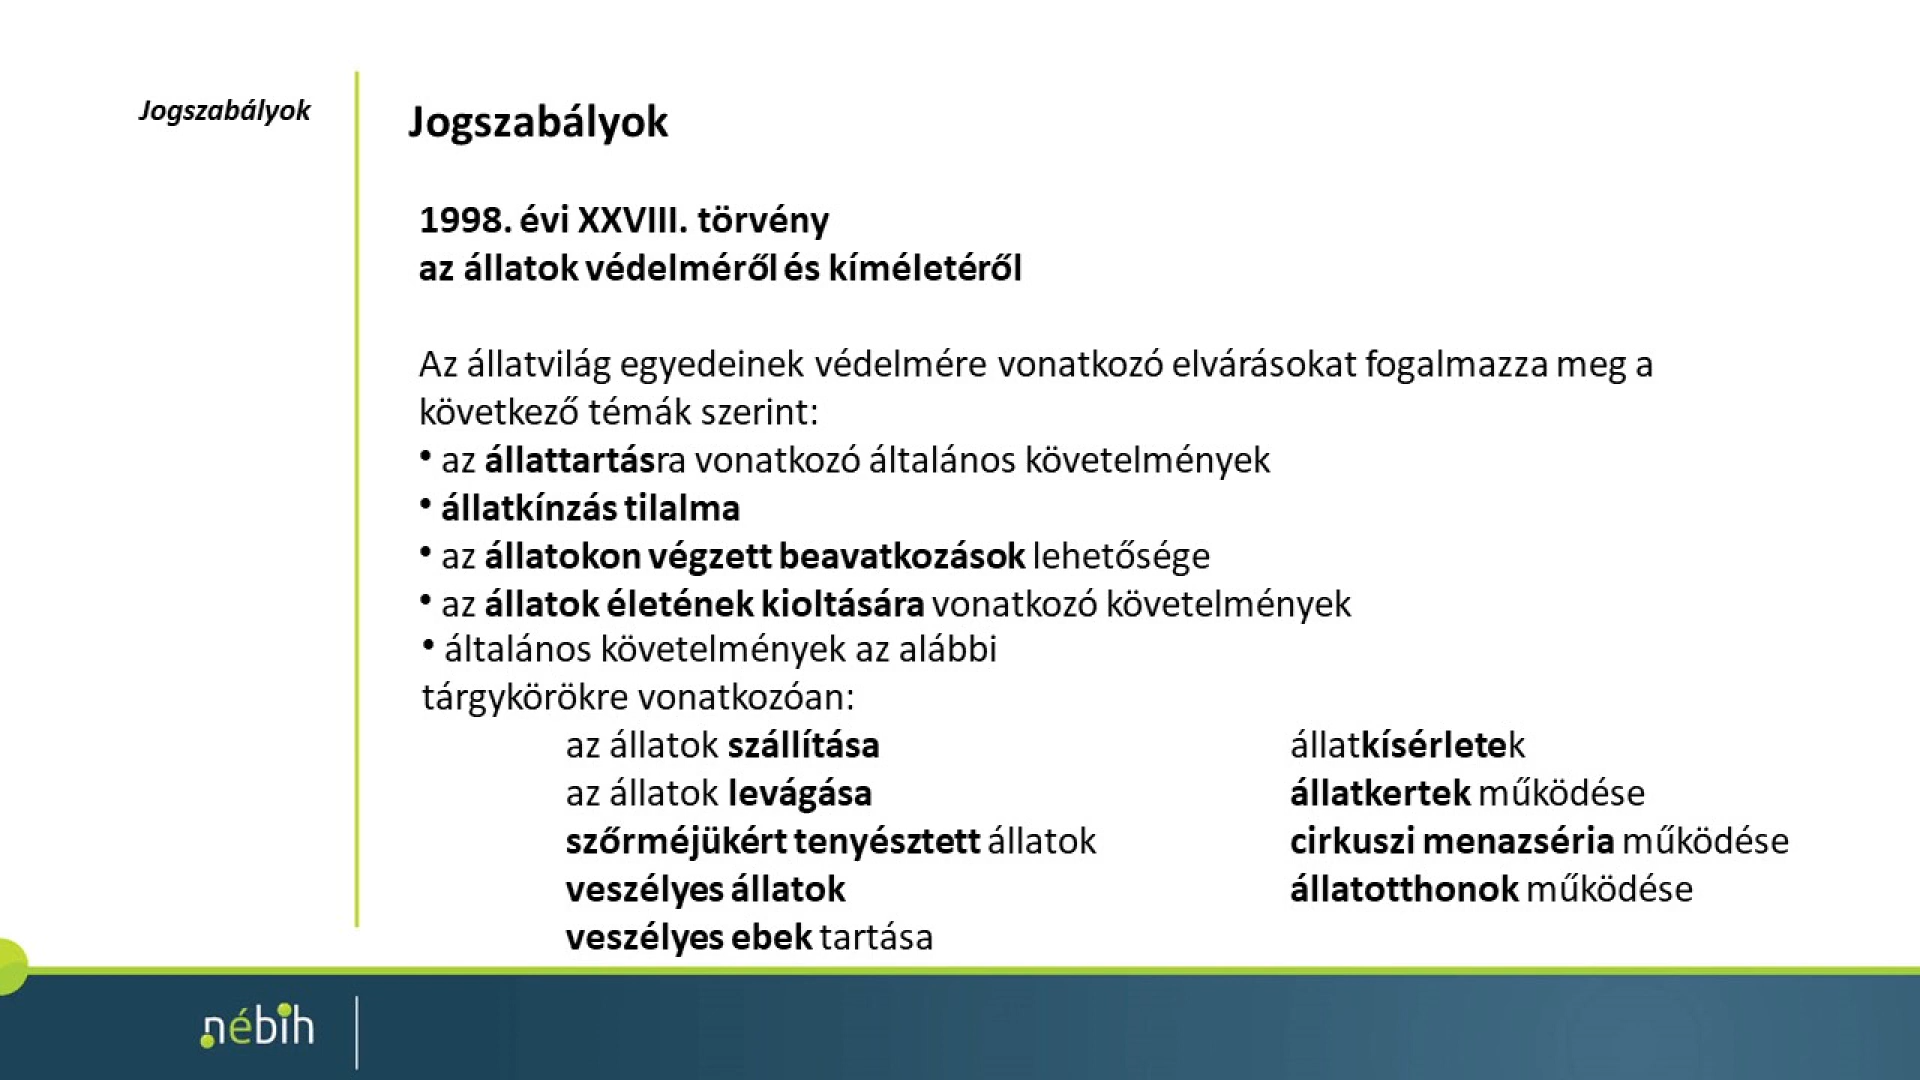 Jogszabályok
Jogszabályok
1998. évi XXVIII. törvény
az állatok védelméről és kíméletéről
Az állatvilág egyedeinek védelmére vonatkozó elvárásokat fogalmazza meg a
következő témák szerint:
• az állattartásra vonatkozó általános követelmények
• állatkínzás tilalma
• az állatokon végzett beavatkozások lehetősége
• az állatok életének kioltására vonatkozó követelmények
• általános követelmények az alábbi
tárgykörökre vonatkozóan:
az állatok szállítása
az állatok levágása
szőrméjükért tenyésztett állatok
veszélyes állatok
veszélyes ebek tartása
állatkísérletek
állatkertek működése
cirkuszi menazséria működése
állatotthonok működése
nébih